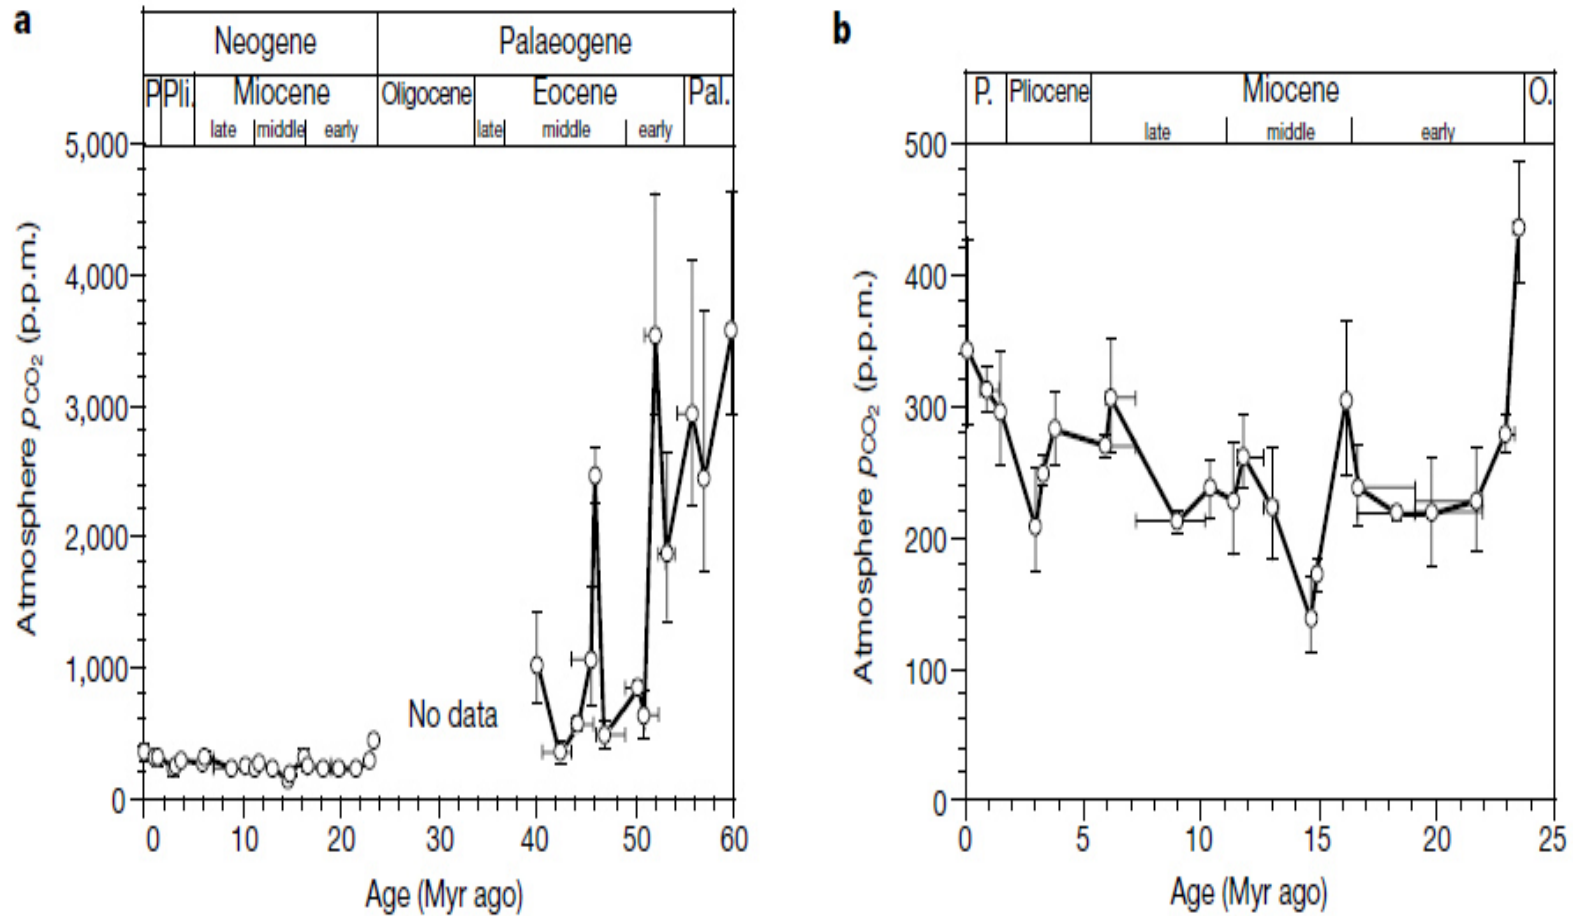 a
Neogene Palaeogene
P Pli. Miocene Oligocene Eocene Pal.
late middle early late middle early
5,000
4,000
3,000
2,000
1,000
0
Atmosphere pCO₂ (p.p.m.)
No data
0 10 20 30 40 50 60
Age (Myr ago)
b
P. Pliocene Miocene O.
late middle early
500
400
300
200
100
0
Atmosphere pCO₂ (p.p.m.)
0 5 10 15 20 25
Age (Myr ago)